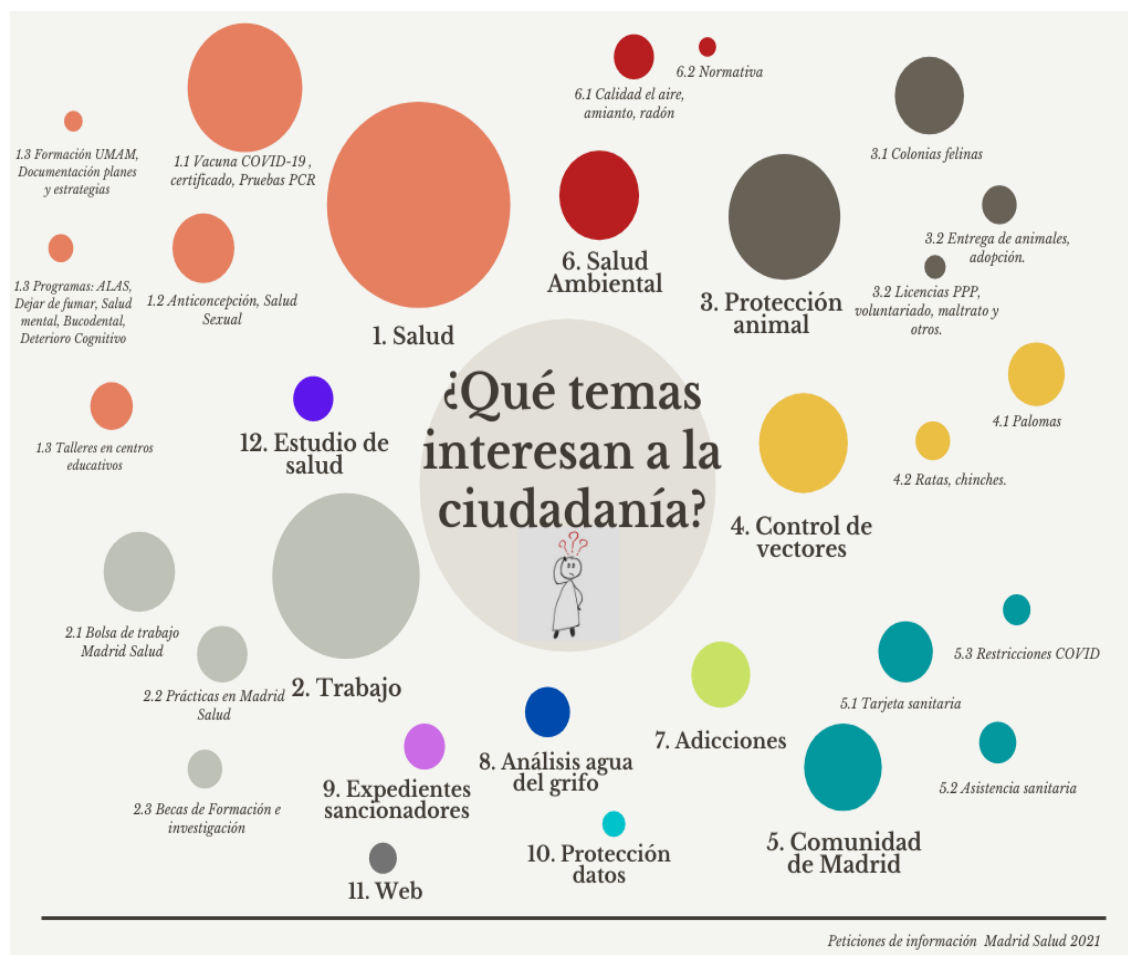 ¿Qué temas
interesan a la
ciudadanía?
???
1. Salud
1.1 Vacuna COVID-19 ,
certificado, Pruebas PCR
1.2 Anticoncepción, Salud
Sexual
1.3 Formación UMAM,
Documentación planes
y estrategias
1.3 Programas: ALAS,
Dejar de fumar, Salud
mental, Bucodental,
Deterioro Cognitivo
1.3 Talleres en centros
educativos
6. Salud
Ambiental
6.1 Calidad el aire,
amianto, radón
6.2 Normativa
3. Protección
animal
3.1 Colonias felinas
3.2 Entrega de animales,
adopción.
3.2 Licencias PPP,
voluntariado, maltrato y
otros.
12. Estudio de
salud
4. Control de
vectores
4.1 Palomas
4.2 Ratas, chinches.
2. Trabajo
2.1 Bolsa de trabajo
Madrid Salud
2.2 Prácticas en Madrid
Salud
2.3 Becas de Formación e
investigación
5. Comunidad
de Madrid
5.1 Tarjeta sanitaria
5.2 Asistencia sanitaria
5.3 Restricciones COVID
7. Adicciones
8. Análisis agua
del grifo
9. Expedientes
sancionadores
10. Protección
datos
11. Web
Peticiones de información Madrid Salud 2021